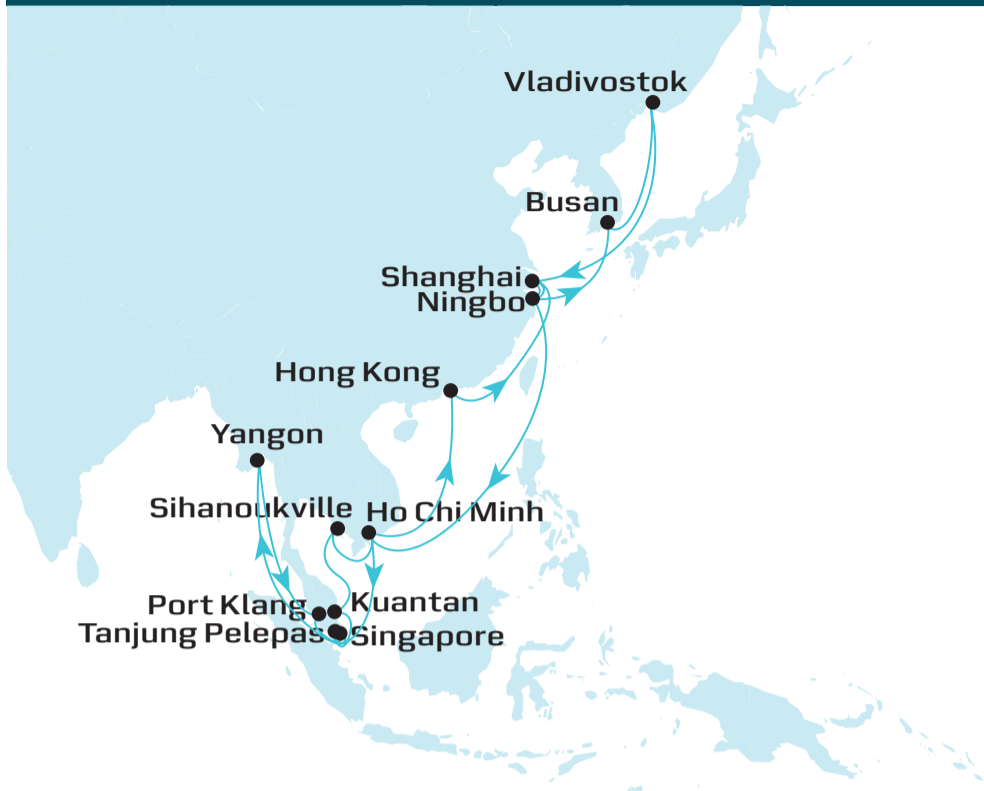 Vladivostok
Busan
Shanghai
Ningbo
Hong Kong
Yangon
Sihanoukville
Ho Chi Minh
Port Klang
Kuantan
Tanjung Pelepas
Singapore